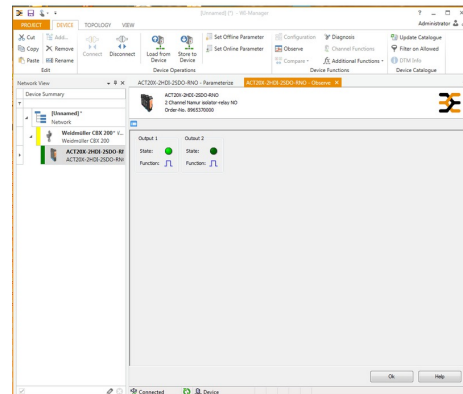 [Unnamed] (*) - WI-Manager
PROJECT DEVICE TOPOLOGY VIEW Administrator
Cut Add...
Copy Remove
Paste Rename
Edit
Connect Disconnect
Load from Device Store to Device
Set Offline Parameter
Set Online Parameter
Device Operations
Configuration Diagnosis
Observe Channel Functions
Compare Additional Functions
Device Functions
Update Catalogue
Filter on Allowed
DTM Info
Device Catalogue
Network View
Device Summary
[Unnamed]*
Network
Weidmüller CBX 200*
Weidmüller CBX 200
ACT20X-2HDI-2SDO-RN
ACT20X-2HDI-2SDO-RNO
ACT20X-2HDI-2SDO-RNO - Parameterize ACT20X-2HDI-2SDO-RNO - Observe
ACT20X-2HDI-2SDO-RNO
2 Channel Namur isolator-relay NO
Order-No. 8965370000
Output 1 Output 2
State: State:
Function: Function:
Ok Help
Connected Device